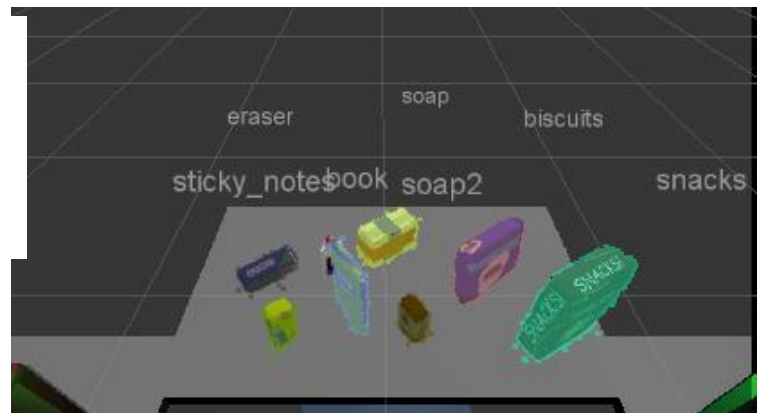 soap
eraser
biscuits
sticky_notes
book
soap2
snacks
SNACKS
SNACKS